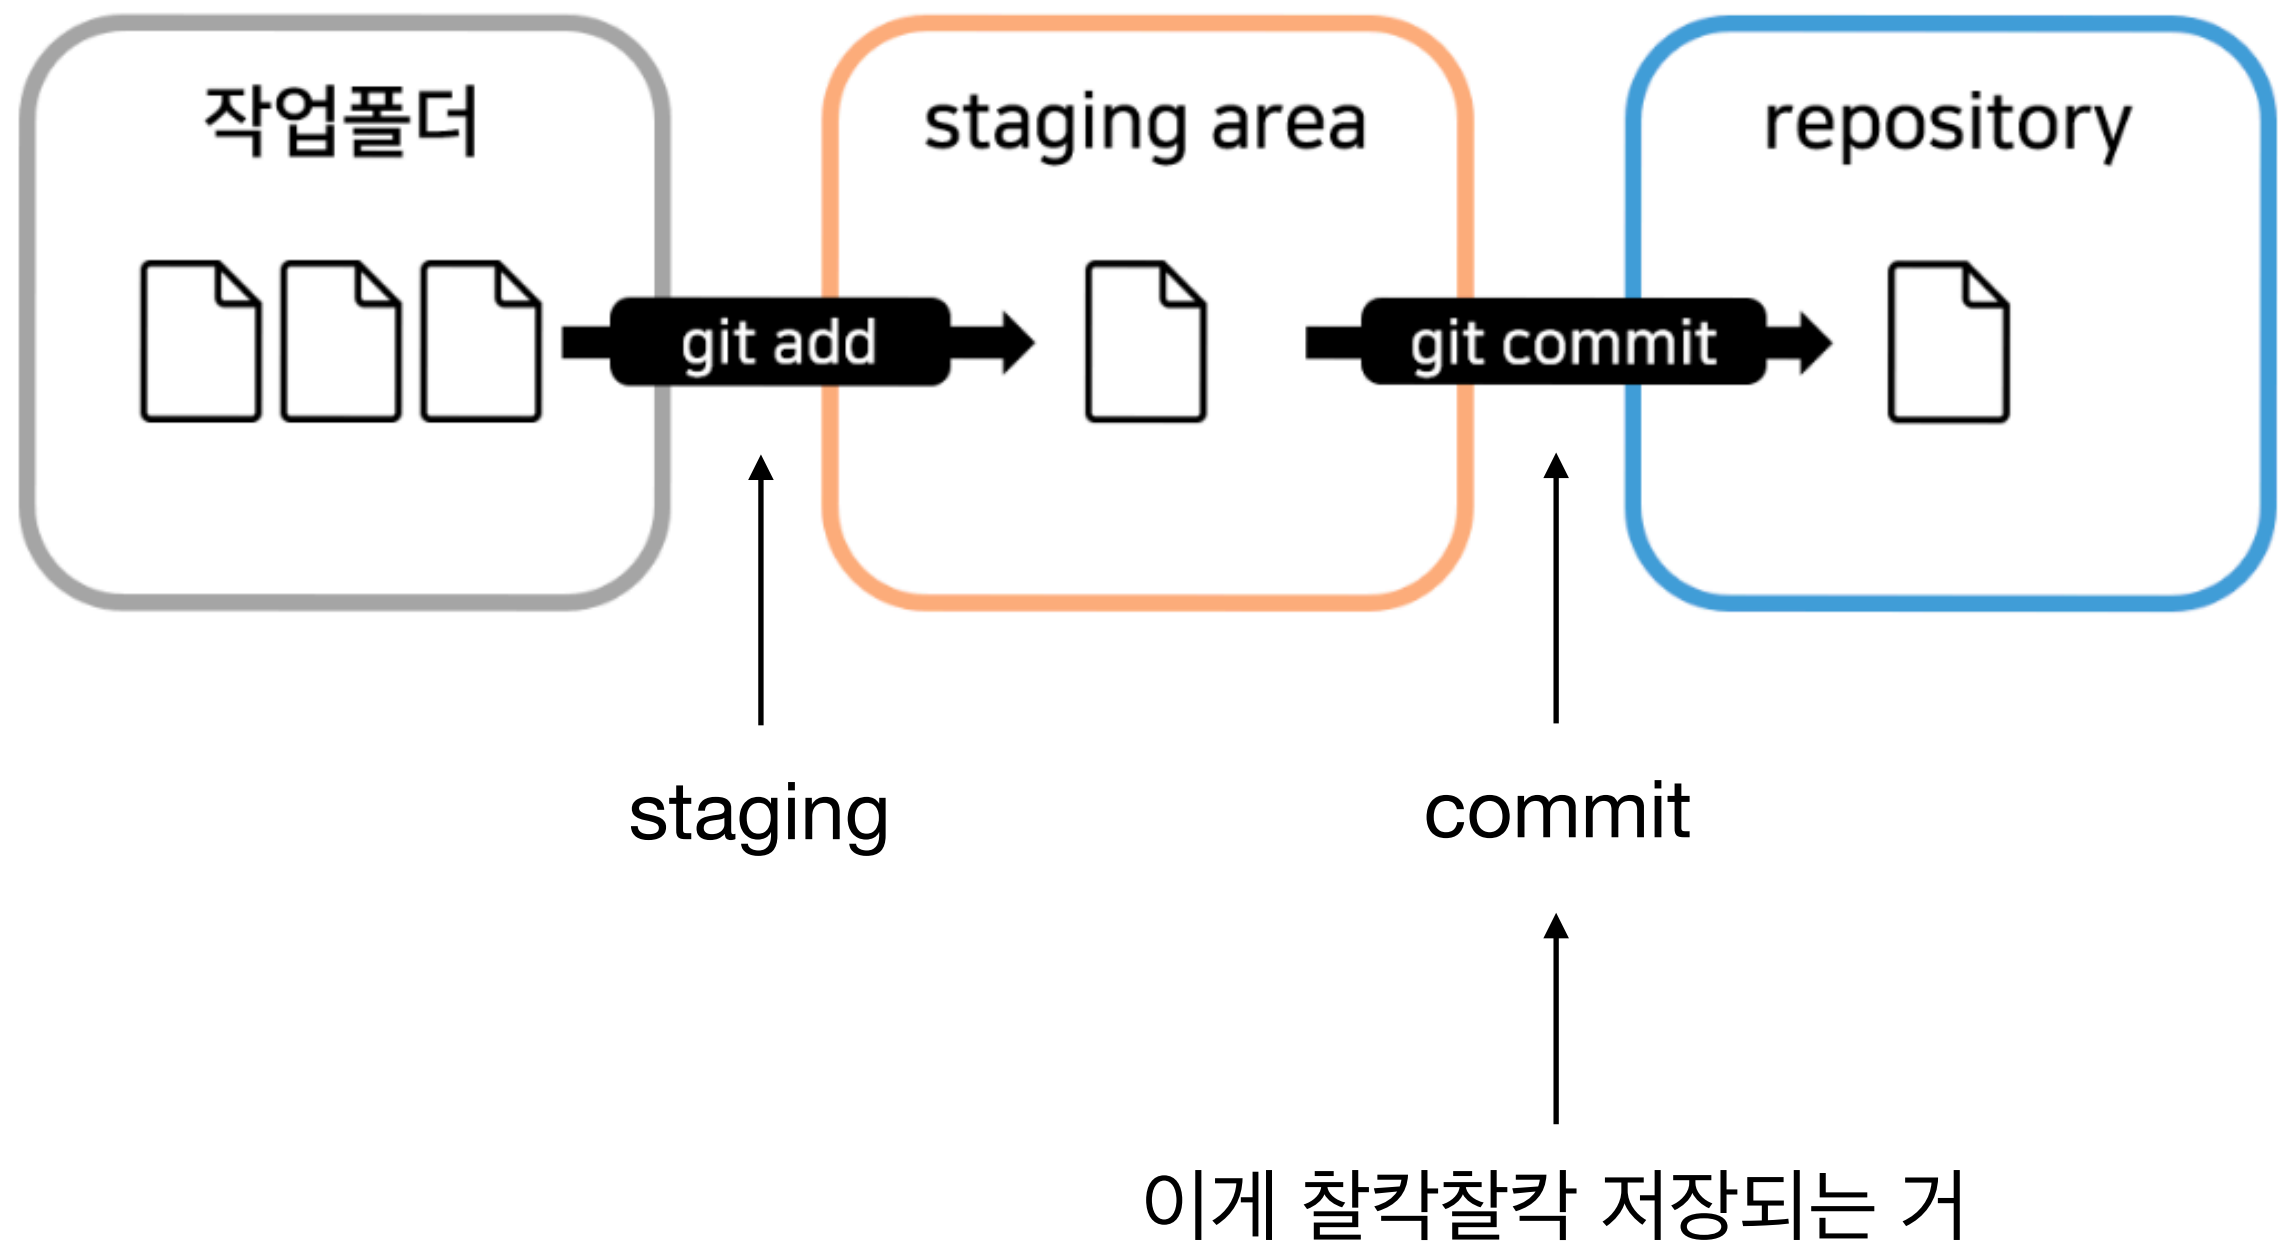 작업폴더
staging area
repository
git add
git commit
staging
commit
이게 찰칵찰칵 저장되는 거